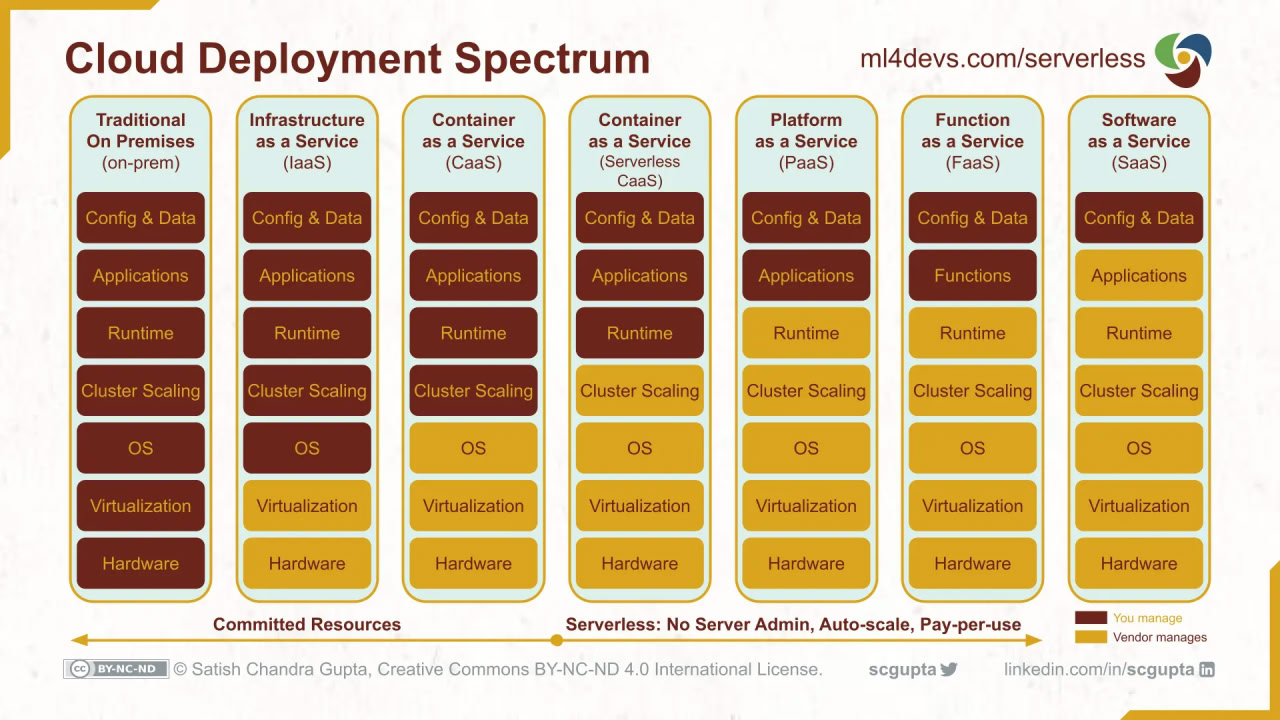 Cloud Deployment Spectrum
ml4devs.com/serverless
Traditional
On Premises
(on-prem)
Config & Data
Applications
Runtime
Cluster Scaling
OS
Virtualization
Hardware
Infrastructure
as a Service
(IaaS)
Config & Data
Applications
Runtime
Cluster Scaling
OS
Virtualization
Hardware
Container
as a Service
(CaaS)
Config & Data
Applications
Runtime
Cluster Scaling
OS
Virtualization
Hardware
Container
as a Service
(Serverless
CaaS)
Config & Data
Applications
Runtime
Cluster Scaling
OS
Virtualization
Hardware
Platform
as a Service
(PaaS)
Config & Data
Applications
Runtime
Cluster Scaling
OS
Virtualization
Hardware
Function
as a Service
(FaaS)
Config & Data
Functions
Runtime
Cluster Scaling
OS
Virtualization
Hardware
Software
as a Service
(SaaS)
Config & Data
Applications
Runtime
Cluster Scaling
OS
Virtualization
Hardware
Committed Resources
Serverless: No Server Admin, Auto-scale, Pay-per-use
You manage
Vendor manages
cc BY-NC-ND
© Satish Chandra Gupta, Creative Commons BY-NC-ND 4.0 International License.
scgupta
linkedin.com/in/scgupta in